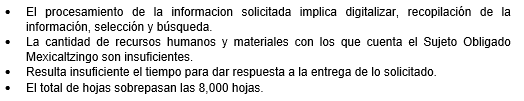 • El procesamiento de la informacion solicitada implica digitalizar, recopilación de la
información, selección y búsqueda.
• La cantidad de recursos humanos y materiales con los que cuenta el Sujeto Obligado
Mexicaltzingo son insuficientes.
• Resulta insuficiente el tiempo para dar respuesta a la entrega de lo solicitado.
• El total de hojas sobrepasan las 8,000 hojas.